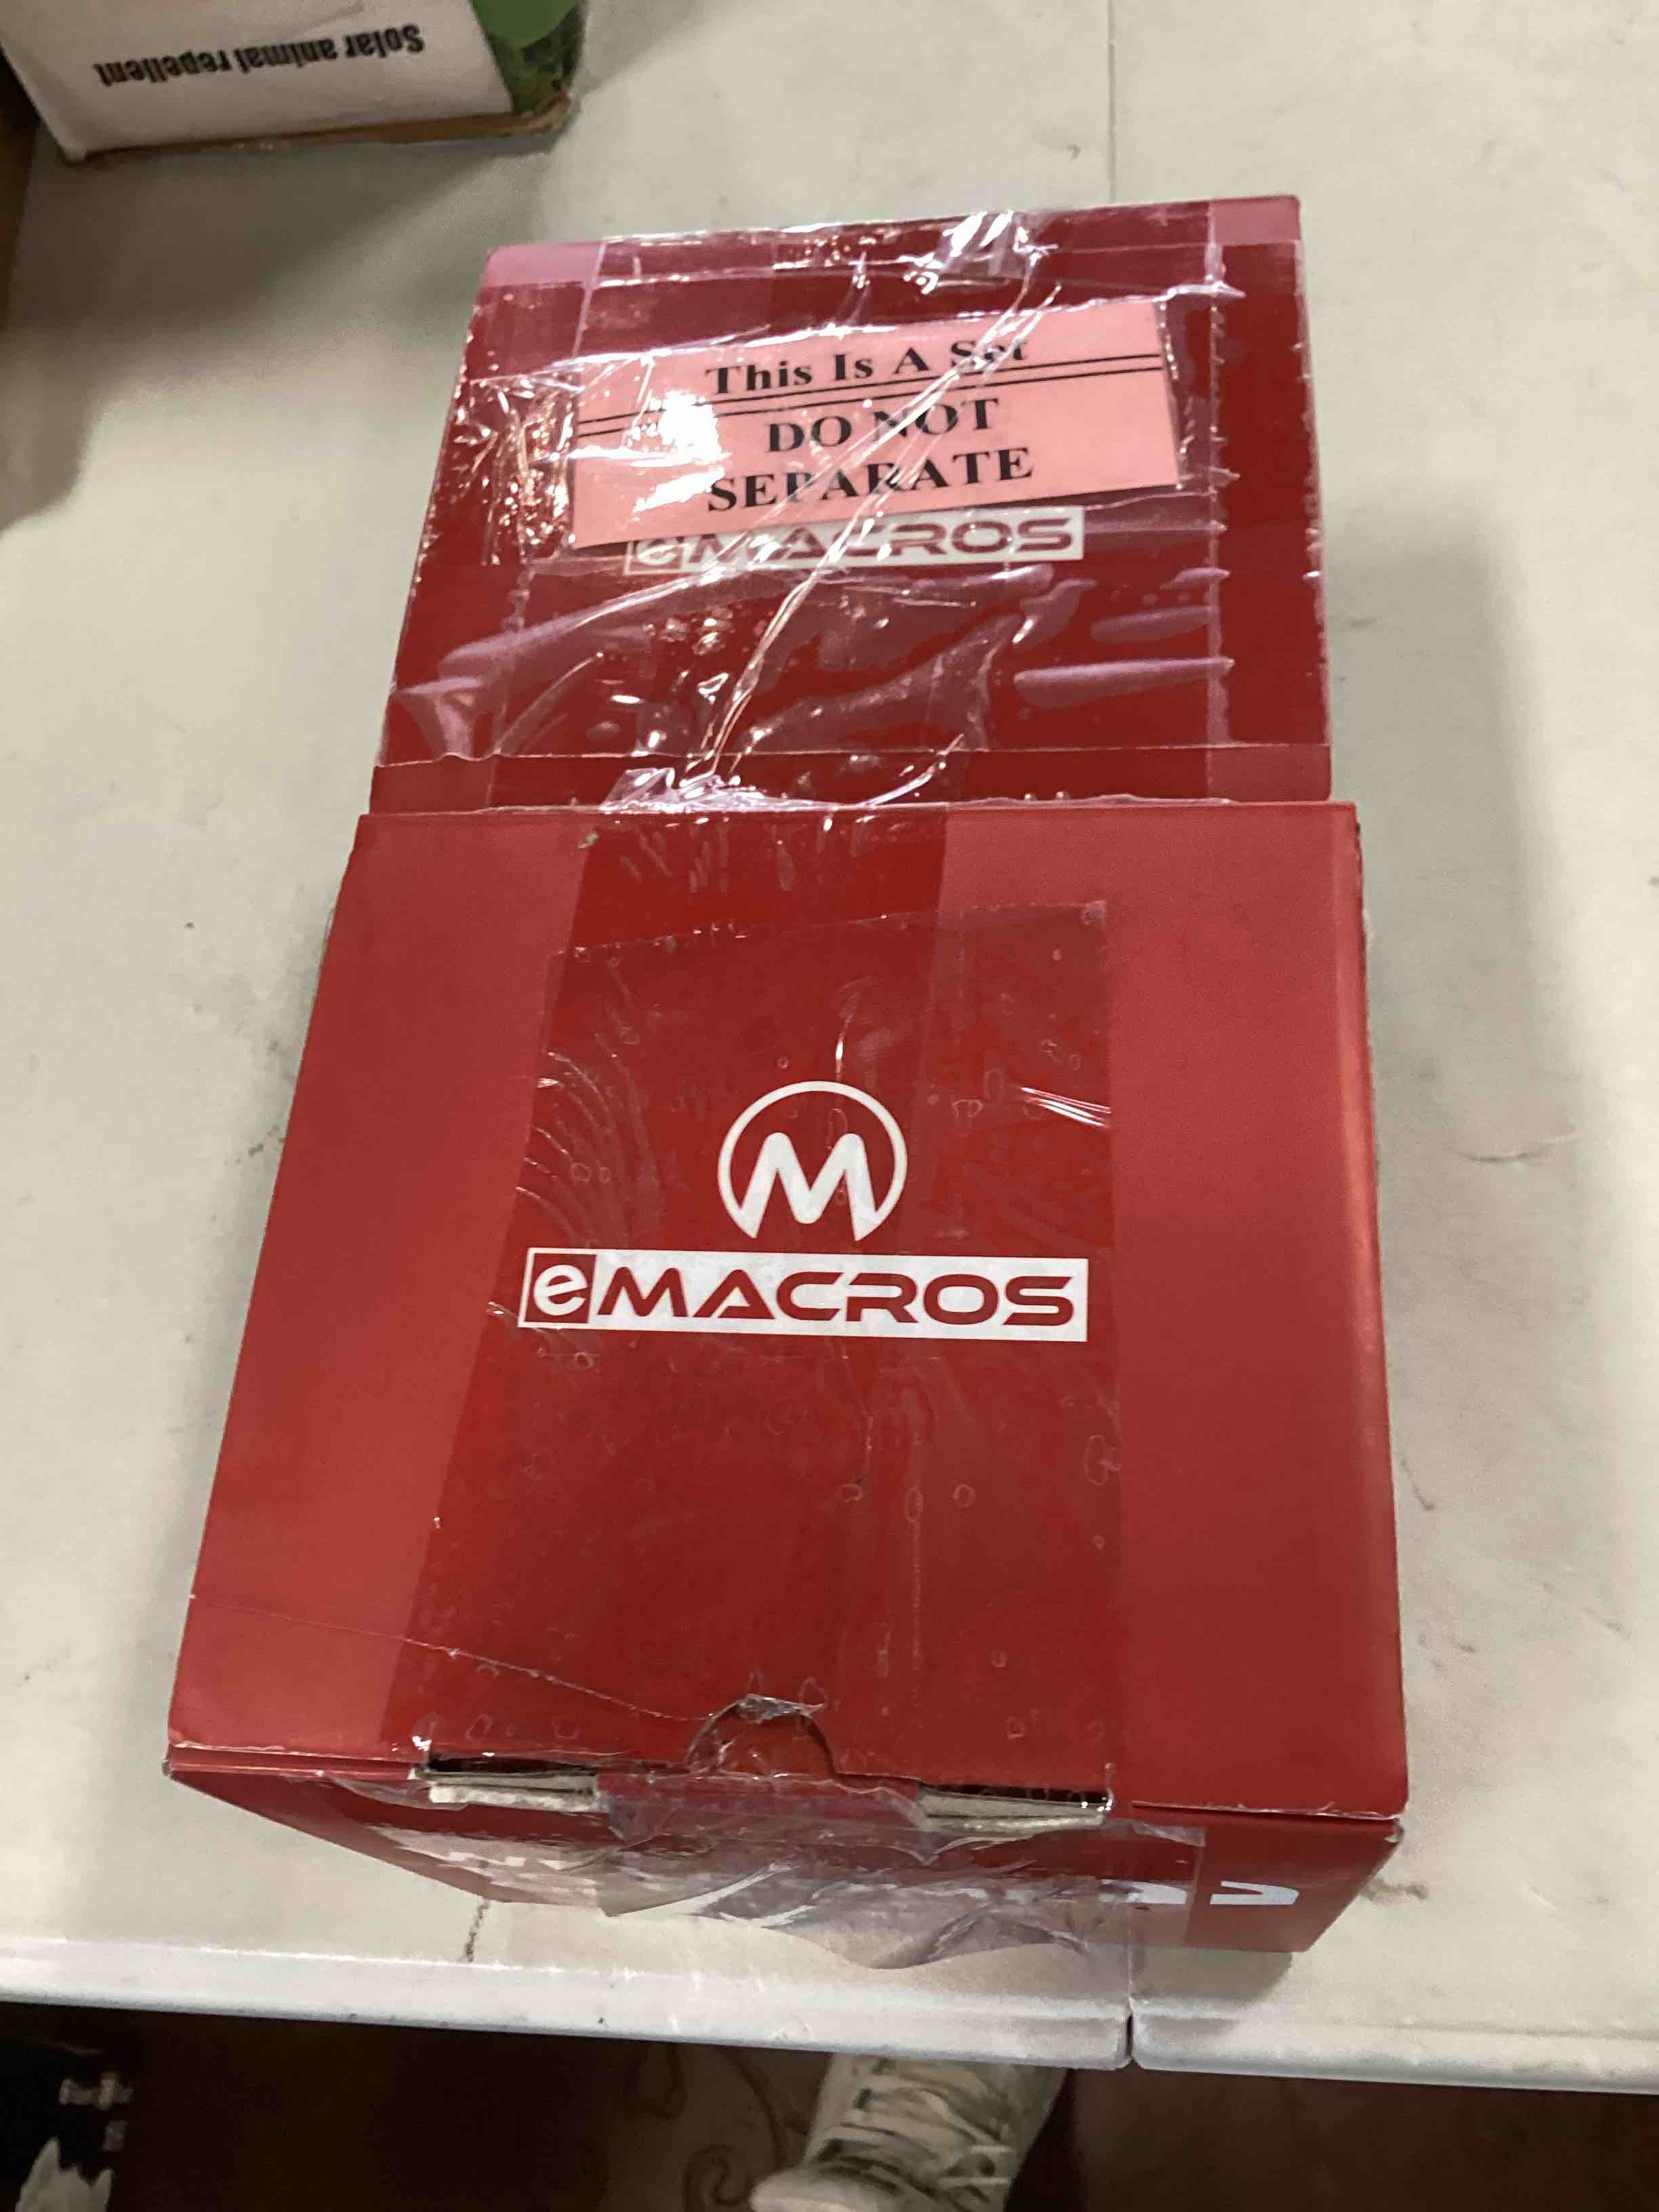 Solar animal repellent
This Is A Set
DO NOT
SEPARATE
eMACROS
M
eMACROS